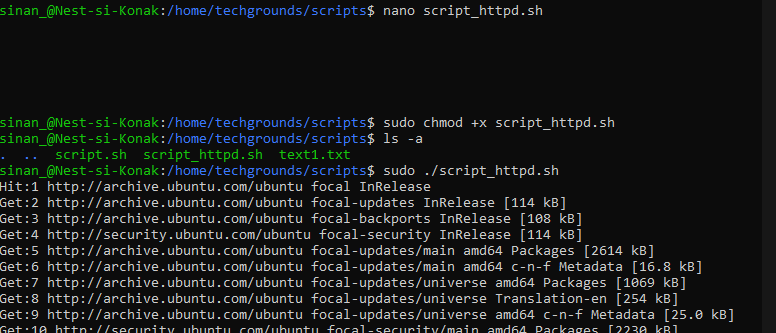 sinan_@Nest-si-Konak:/home/techgrounds/scripts$ nano script_httpd.sh
sinan_@Nest-si-Konak:/home/techgrounds/scripts$ sudo chmod +x script_httpd.sh
sinan_@Nest-si-Konak:/home/techgrounds/scripts$ ls -a
.  ..  script.sh  script_httpd.sh  text1.txt
sinan_@Nest-si-Konak:/home/techgrounds/scripts$ sudo ./script_httpd.sh
Hit:1 http://archive.ubuntu.com/ubuntu focal InRelease
Get:2 http://archive.ubuntu.com/ubuntu focal-updates InRelease [114 kB]
Get:3 http://archive.ubuntu.com/ubuntu focal-backports InRelease [108 kB]
Get:4 http://security.ubuntu.com/ubuntu focal-security InRelease [114 kB]
Get:5 http://archive.ubuntu.com/ubuntu focal-updates/main amd64 Packages [2614 kB]
Get:6 http://archive.ubuntu.com/ubuntu focal-updates/main amd64 c-n-f Metadata [16.8 kB]
Get:7 http://archive.ubuntu.com/ubuntu focal-updates/universe amd64 Packages [1069 kB]
Get:8 http://archive.ubuntu.com/ubuntu focal-updates/universe Translation-en [254 kB]
Get:9 http://archive.ubuntu.com/ubuntu focal-updates/universe amd64 c-n-f Metadata [25.0 kB]
Get:10 http://security.ubuntu.com/ubuntu focal-security/main amd64 Packages [2230 kB]